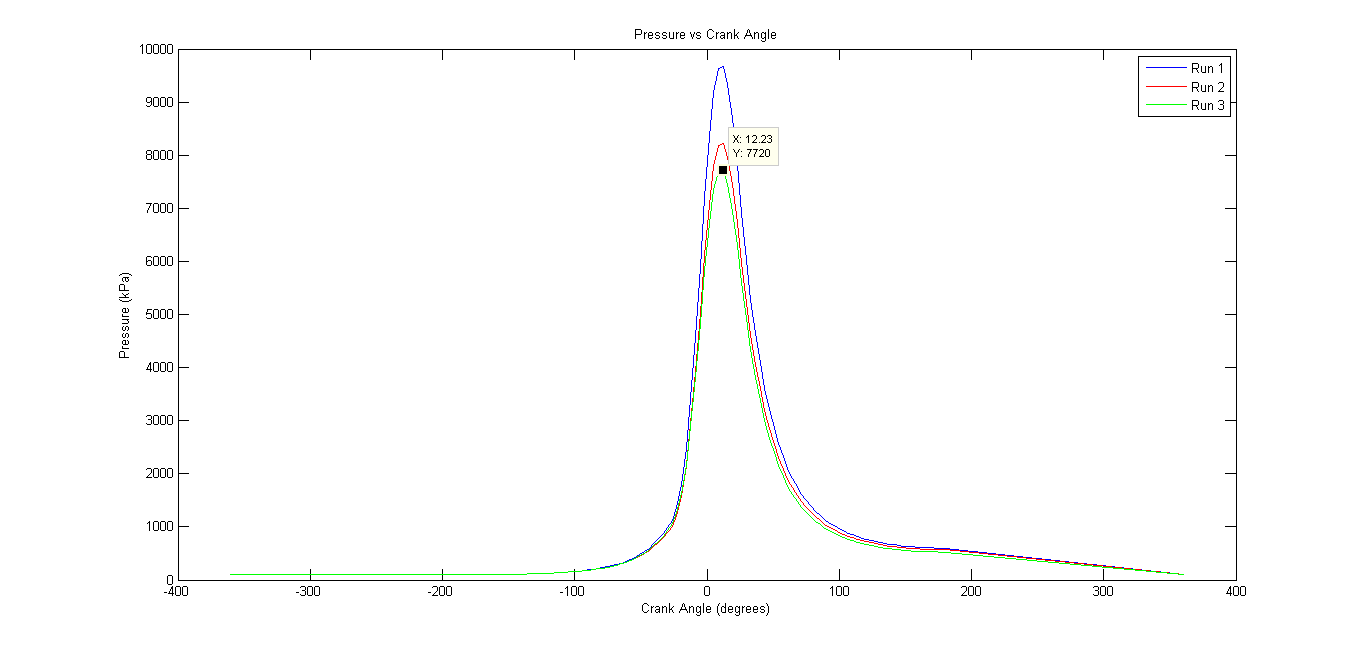 Pressure vs Crank Angle
10000
9000
8000
7000
6000
5000
4000
3000
2000
1000
0
Pressure (kPa)
Run 1
Run 2
Run 3
X: 12.23
Y: 7720
-400 -300 -200 -100 0 100 200 300 400
Crank Angle (degrees)